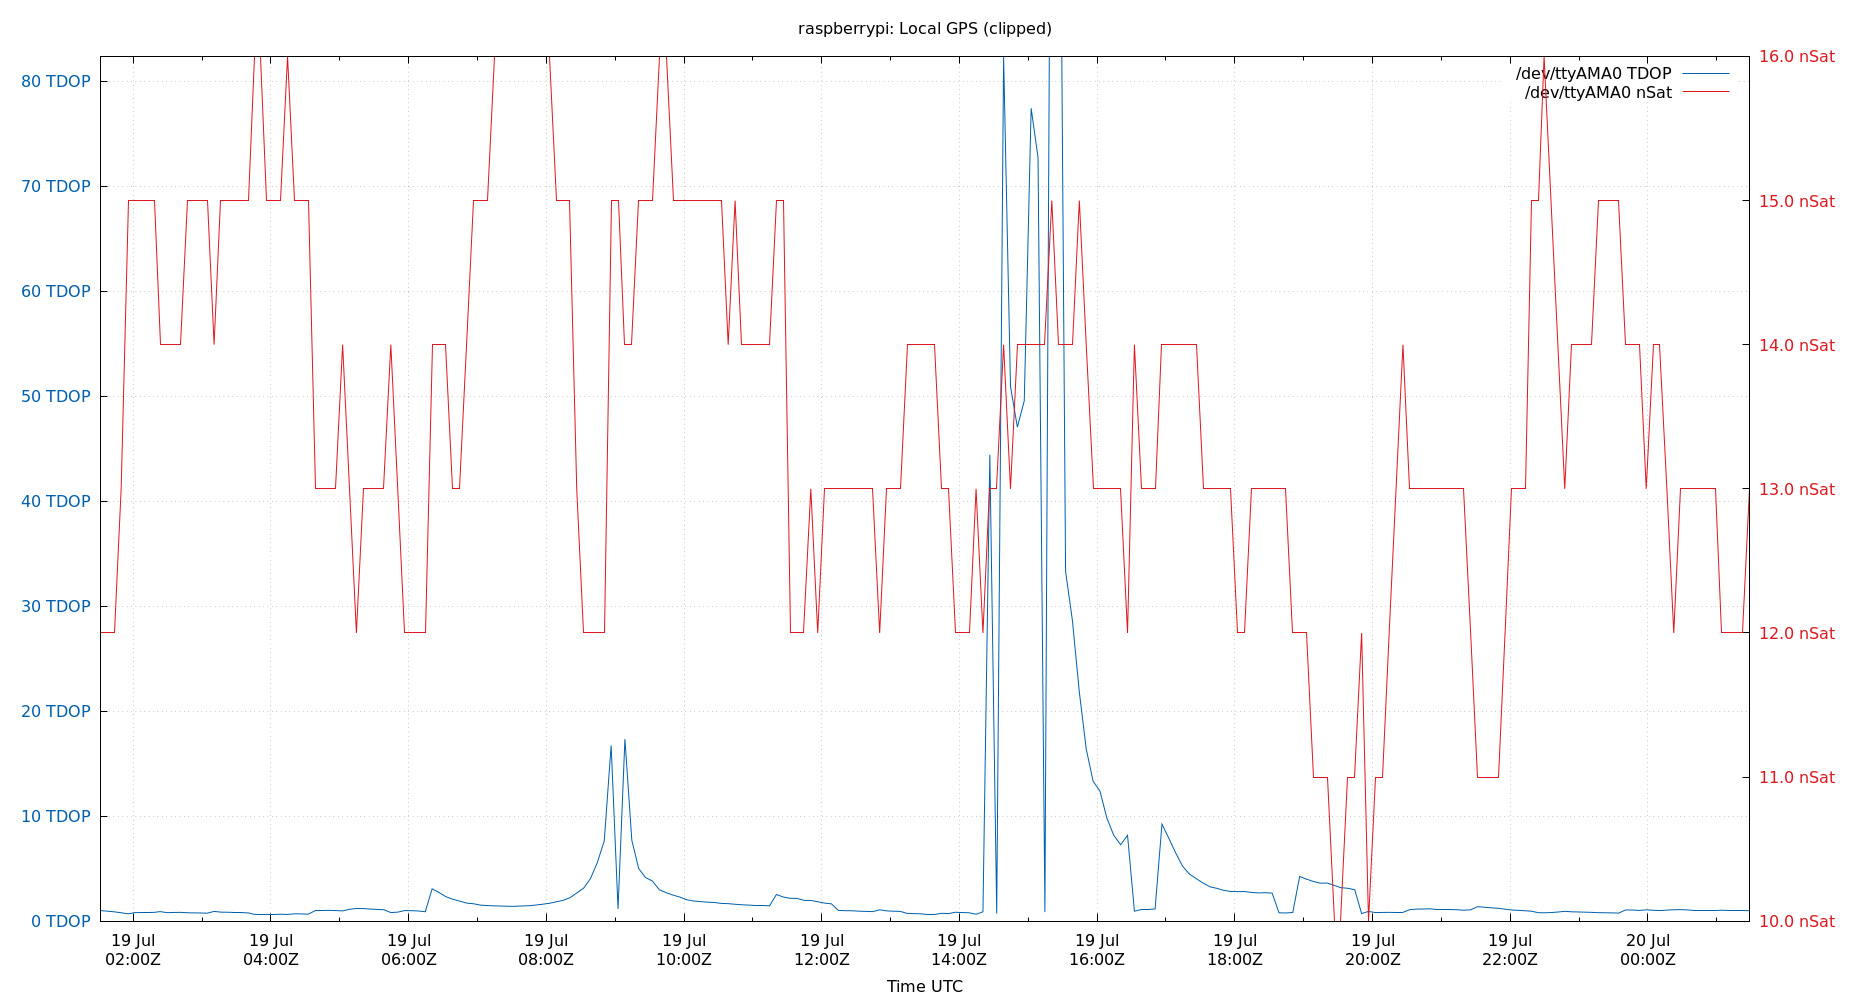 raspberrypi: Local GPS (clipped)
/dev/ttyAMA0 TDOP
/dev/ttyAMA0 nSat
80 TDOP
70 TDOP
60 TDOP
50 TDOP
40 TDOP
30 TDOP
20 TDOP
10 TDOP
0 TDOP
16.0 nSat
15.0 nSat
14.0 nSat
13.0 nSat
12.0 nSat
11.0 nSat
10.0 nSat
19 Jul
02:00Z
19 Jul
04:00Z
19 Jul
06:00Z
19 Jul
08:00Z
19 Jul
10:00Z
19 Jul
12:00Z
19 Jul
14:00Z
19 Jul
16:00Z
19 Jul
18:00Z
19 Jul
20:00Z
19 Jul
22:00Z
20 Jul
00:00Z
Time UTC